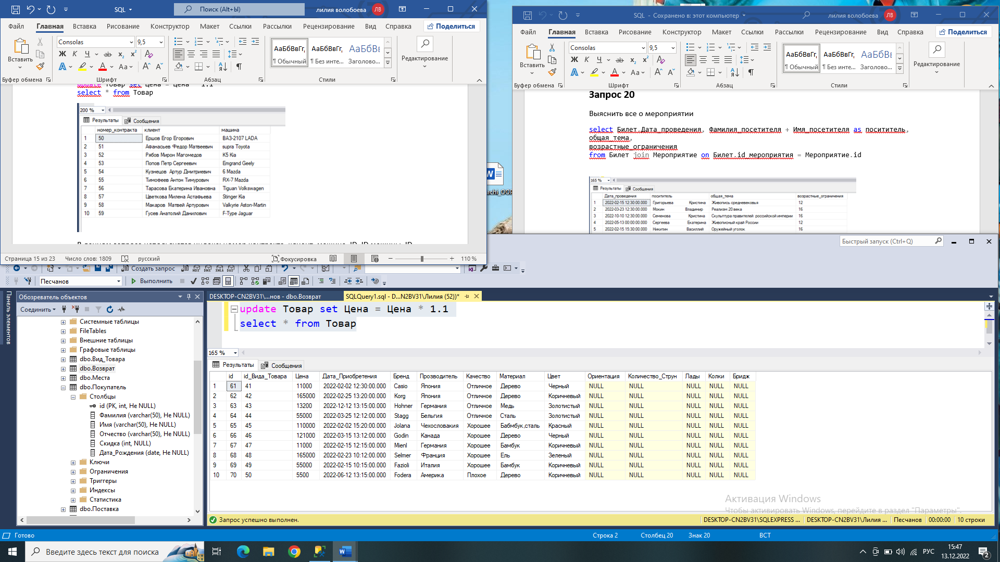 SQL
Поиск (Alt+Ы)
лилия волобоева
ЛВ
Файл Главная Вставка Рисование Конструктор Макет Ссылки Рассылки Рецензирование Вид Справка Поделиться
Вставить
Consolas 9,5
Ж К Ч ab x₂ x²
А Aa A A
АаБбВвГг, АаБбВвГг, АаБбВв
¶ Обычный ¶ Без инте... Заголово...
Редактирование
Буфер обмена Шрифт Абзац Стили
update Товар set Цена = Цена * 1.1
select * from Товар
200 %
Результаты Сообщения
номер_контракта клиент машина
1 50 Ершов Егор Егорович ВАЗ-2107 LADA
2 51 Афанасьев Федор Матвеевич supra Toyota
3 52 Рябов Мирон Магомедов K5 Kia
4 53 Попов Петр Сергеевич Emgrand Geely
5 54 Кузнецов Артур Дмитриевич 6 Mazda
6 55 Тимофеев Антон Тимурович RX-7 Mazda
7 56 Тарасова Екатерина Ивановна Tiguan Volkswagen
8 57 Цветкова Милена Астафьева Stinger Kia
9 58 Макаров Матвей Артурович Valkyrie Aston-Martin
10 59 Гусев Анатолий Данилович F-Type Jaguar
Страница 15 из 23 Число слов: 1809 русский Фокусировка 110 %
SQL - Сохранено в: этот компьютер
лилия волобоева
ЛВ
Файл Главная Вставка Рисование Конструктор Макет Ссылки Рассылки Рецензирование Вид Справка Поделиться
Вставить
Consolas 9,5
Ж К Ч ab x₂ x²
А Aa A A
АаБбВвГг, АаБбВвГг, АаБбВв
¶ Обычный ¶ Без инте... Заголово...
Редактирование
Буфер обмена Шрифт Абзац Стили
Запрос 20
Выяснить все о мероприятии
select Билет.Дата_проведения, Фамилия_посетителя + Имя_посетителя as посититель,
общая_тема,
возрастные_ограничения
from Билет join Мероприятие on Билет.id_мероприятия = Мероприятие.id
165 %
Результаты Сообщения
Дата_проведения посититель общая_тема возрастные_ограничения
1 2022-02-15 12:30:00.000 Григорьева Кристина Живопись средневековья 12
2 2022-03-23 12:30:00.000 Мокин Владимир Реализм 20 века 16
3 2022-10-10 12:30:00.000 Семенова Кристина Скульптура правителей российской империи 16
4 2022-05-13 00:00:00.000 Сергеева Екатерина Живописный край России 12
5 2022-02-15 15:30:00.000 Никитин Василий Оружейный уголок 16
Быстрый запуск (Ctrl+Q)
Создать запрос MDX DMX XMLA DAX
Песчанов Выполнить
Панель элементов
Обозреватель объектов
Соединить
Системные таблицы
FileTables
Внешние таблицы
Графовые таблицы
dbo.Вид_Товара
dbo.Возврат
dbo.Места
dbo.Покупатель
Столбцы
id (PK, int, Не NULL)
Фамилия (varchar(50), Не NULL)
Имя (varchar(50), Не NULL)
Отчество (varchar(50), Не NULL)
Скидка (int, NULL)
Дата_Рождения (date, Не NULL)
Ключи
Ограничения
Триггеры
Индексы
Статистика
dbo.Поставка
DESKTOP-CN2BV31\...нов - dbo.Возврат SQLQuery1.sql - D...N2BV31\Лилия (52))*
update Товар set Цена = Цена * 1.1
select * from Товар
165 %
Результаты Сообщения
id id_Вида_Товара Цена Дата_Приобретения Бренд Прозводитель Качество Материал Цвет Ориентация Количество_Струн Лады Колки Бридж
1 61 41 11000 2022-02-02 12:30:00.000 Casio Япония Отличное Дерево Черный NULL NULL NULL NULL NULL
2 62 42 165000 2022-02-25 13:20:00.000 Korg Япония Отличное Дерево Коричневый NULL NULL NULL NULL NULL
3 63 43 13200 2022-12-12 13:15:00.000 Hohner Германия Отличное Медь Золотистый NULL NULL NULL NULL NULL
4 64 44 55000 2022-03-25 12:12:00.000 Stagg Бельгия Отличное Сталь Золотистый NULL NULL NULL NULL NULL
5 65 45 110000 2022-02-02 15:20:00.000 Jolana Чехословакия Хорошее Бабмбук,сталь Красный NULL NULL NULL NULL NULL
6 66 46 121000 2022-03-15 13:12:00.000 Godin Канада Хорошее Дерево Черный NULL NULL NULL NULL NULL
7 67 47 11000 2022-02-15 12:15:00.000 Mienl Германия Хорошее Бамбук Коричневый NULL NULL NULL NULL NULL
8 68 48 165000 2022-02-23 10:12:00.000 Selmer Франция Хорошее Ель Зеленый NULL NULL NULL NULL NULL
9 69 49 55000 2022-02-15 10:15:00.000 Fazioli Италия Хорошее Бамбук Коричневый NULL NULL NULL NULL NULL
10 70 50 5500 2022-06-12 13:15:00.000 Fodera Америка Плохое Дерево Коричневый NULL NULL NULL NULL NULL
Активация Windows
Чтобы активировать Windows, перейдите в раздел "Параметры".
Запрос успешно выполнен. DESKTOP-CN2BV31\SQLEXPRESS ... DESKTOP-CN2BV31\Лилия ... Песчанов 00:00:00 10 строки
Готово Строка 2 Столбец 20 Знак 20 ВСТ
Введите здесь текст для поиска
РУС
15:47
13.12.2022
2